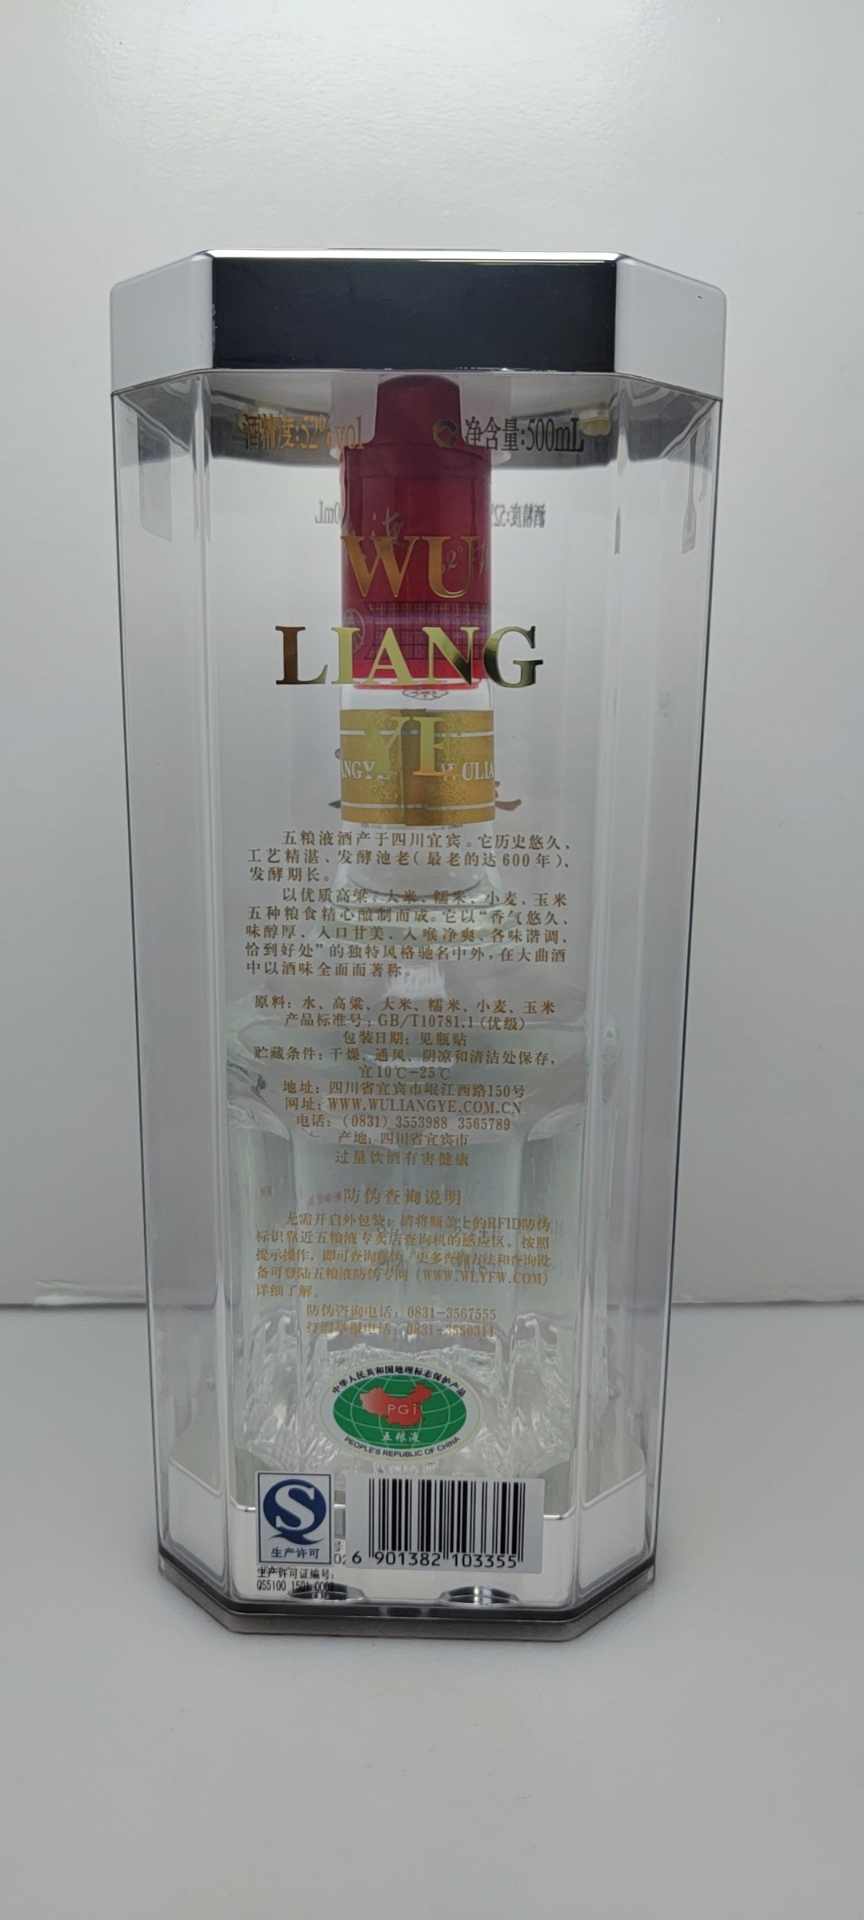 酒精度:52%vol
净含量:500mL
WU
LIANG
YE
五粮液酒产于四川宜宾。它历史悠久、
工艺精湛、发酵池老(最老的达600年)、
发酵期长。
以优质高粱、大米、糯米、小麦、玉米
五种粮食精心酿制而成。它以“香气悠久、
味醇厚、入口甘美、入喉净爽、各味谐调、
恰到好处”的独特风格驰名中外，在大曲酒
中以酒味全面而著称。
原料: 水、高粱、大米、糯米、小麦、玉米
产品标准号: GB/T10781.1(优级)
包装日期: 见瓶贴
贮藏条件: 干燥、通风、阴凉和清洁处保存,
宜10℃-25℃
地址: 四川省宜宾市岷江西路150号
网址: WWW.WULIANGYE.COM.CN
电话: (0831) 3553988 3565789
产地: 四川省宜宾市
过量饮酒有害健康
防伪查询说明
无需开启外包装，请将瓶盖上的RFID防伪
标识靠近五粮液专卖店查询机的感应区，按照
提示操作，即可查询真伪。更多查询方法和查询设
备可登陆五粮液防伪专网 (WWW.WLYFW.COM)
详细了解。
防伪咨询电话: 0831-3567555
打假举报电话: 0831-3550311
中华人民共和国地理标志保护产品
PGI
五粮液
PEOPLE'S REPUBLIC OF CHINA
生产许可
6 901382 103355
生产许可证编号:
QS5100 1501